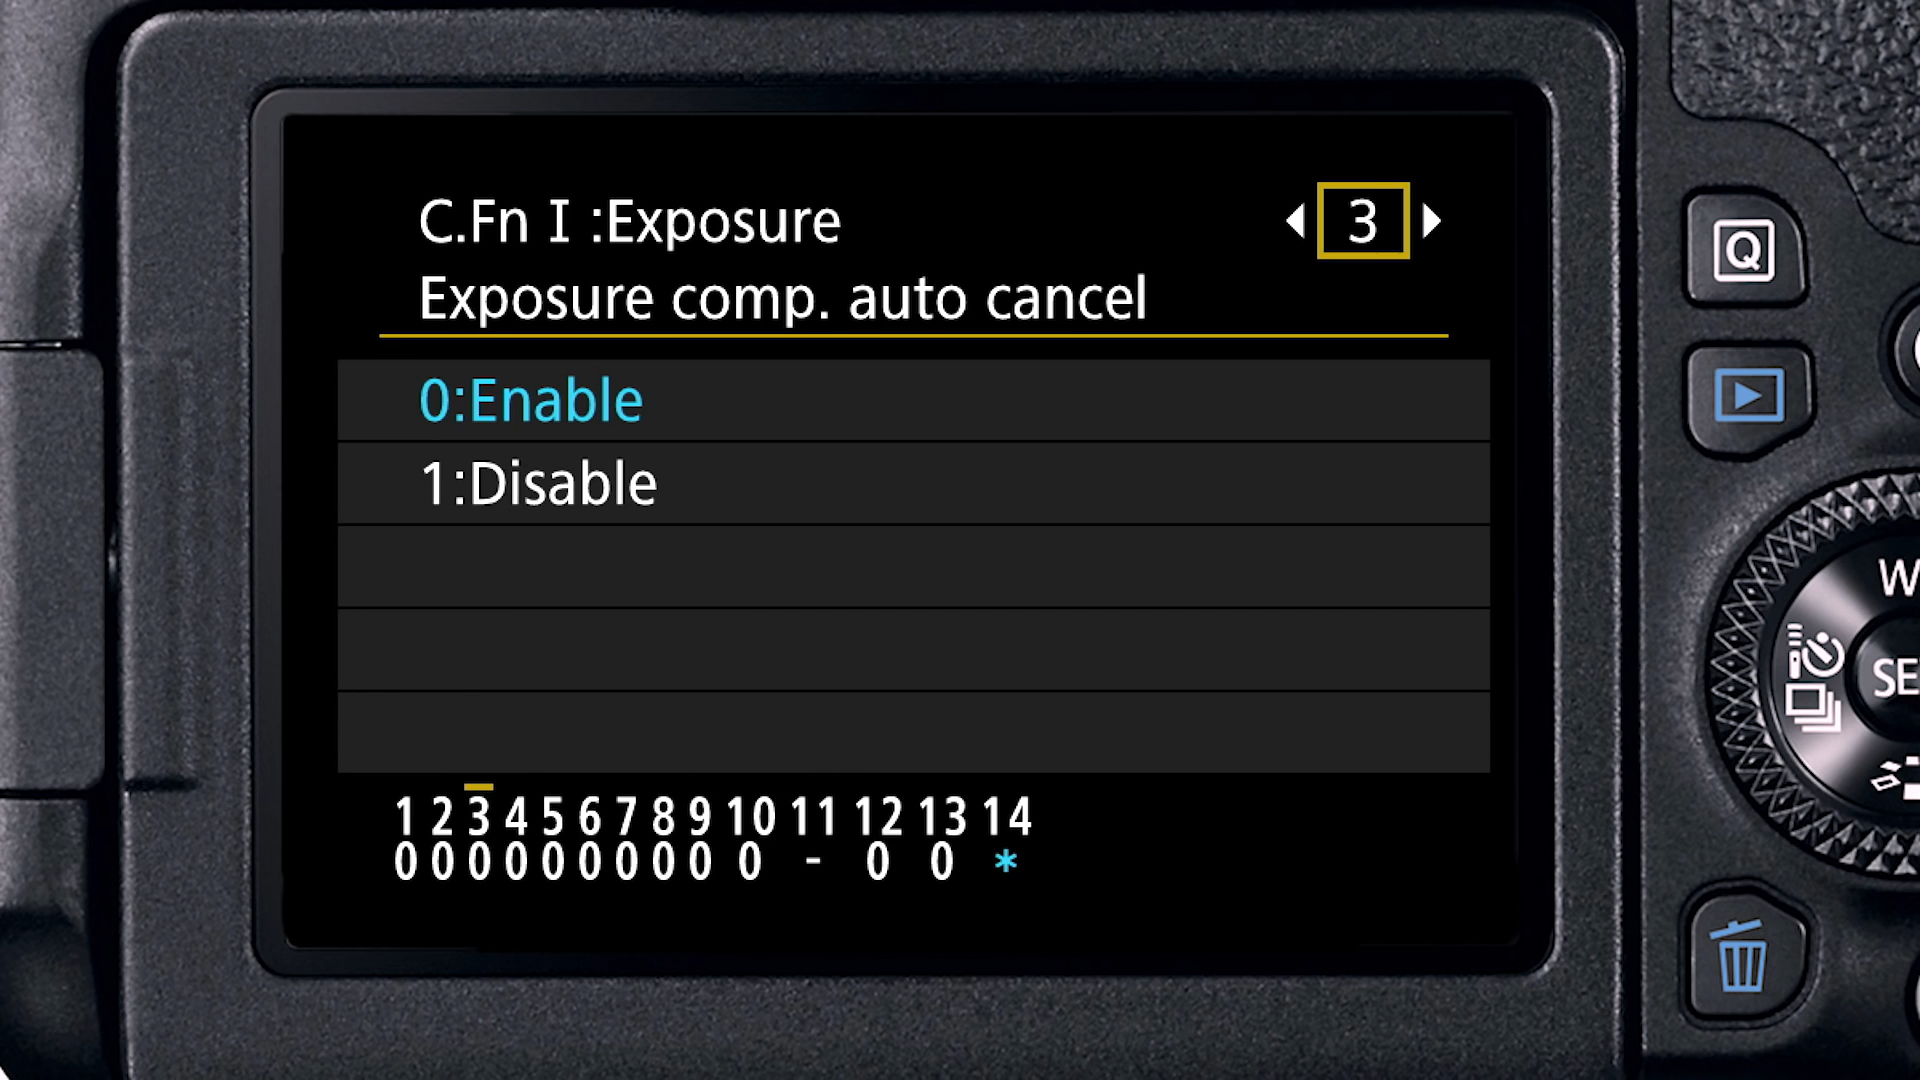 C.Fn I :Exposure
3
Exposure comp. auto cancel
0:Enable
1:Disable
1 2 3 4 5 6 7 8 9 10 11 12 13 14
0 0 0 0 0 0 0 0 0 0 - 0 0 *
Q